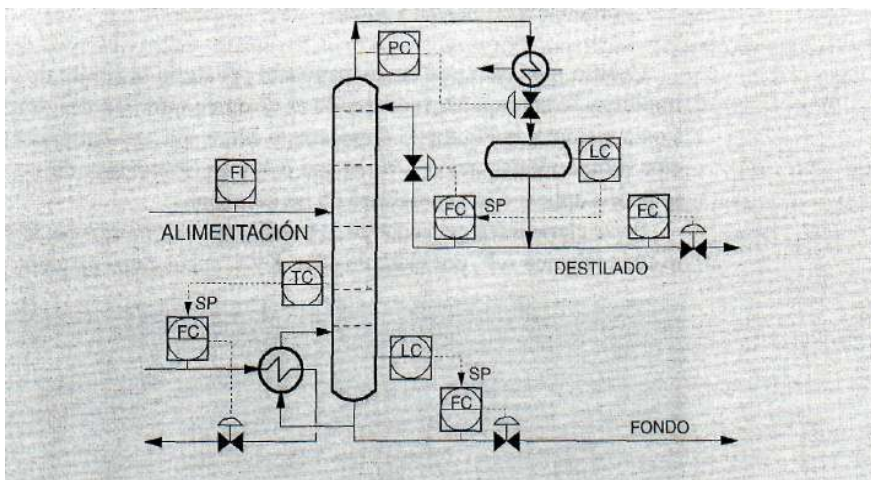 PC
LC
FI
FC
SP
FC
ALIMENTACIÓN
DESTILADO
TC
SP
FC
LC
SP
FC
FONDO